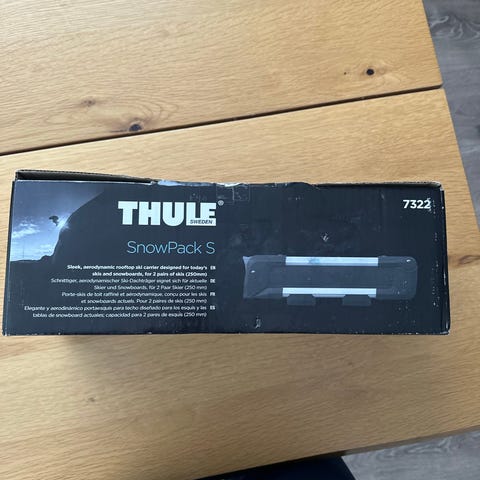 THULE
SWEDEN
7322
SnowPack S
Sleek, aerodynamic rooftop ski carrier designed for today's EN
skis and snowboards, for 2 pairs of skis (250mm)
Schnittiger, aerodynamischer Ski-Dachträger eignet sich für aktuelle DE
Skier und Snowboards, für 2 Paar Skier (250 mm)
Porte-skis de toit raffiné et aérodynamique, conçu pour les skis FR
et snowboards actuels. Pour 2 paires de skis (250 mm)
Elegante y aerodinámico portaesquís para techo diseñado para los esquís y las ES
tablas de snowboard actuales; capacidad para 2 pares de esquís (250 mm)